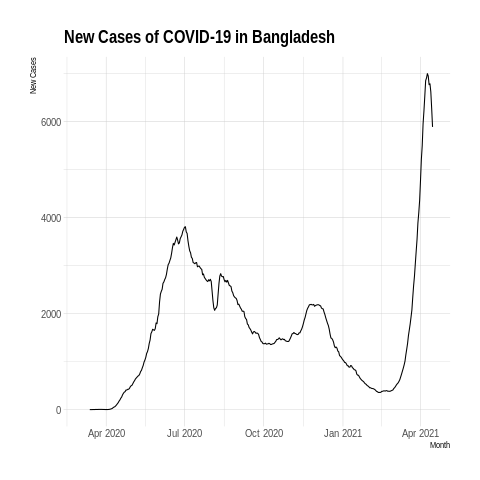 New Cases of COVID-19 in Bangladesh
New Cases
6000
4000
2000
0
Apr 2020
Jul 2020
Oct 2020
Jan 2021
Apr 2021
Month